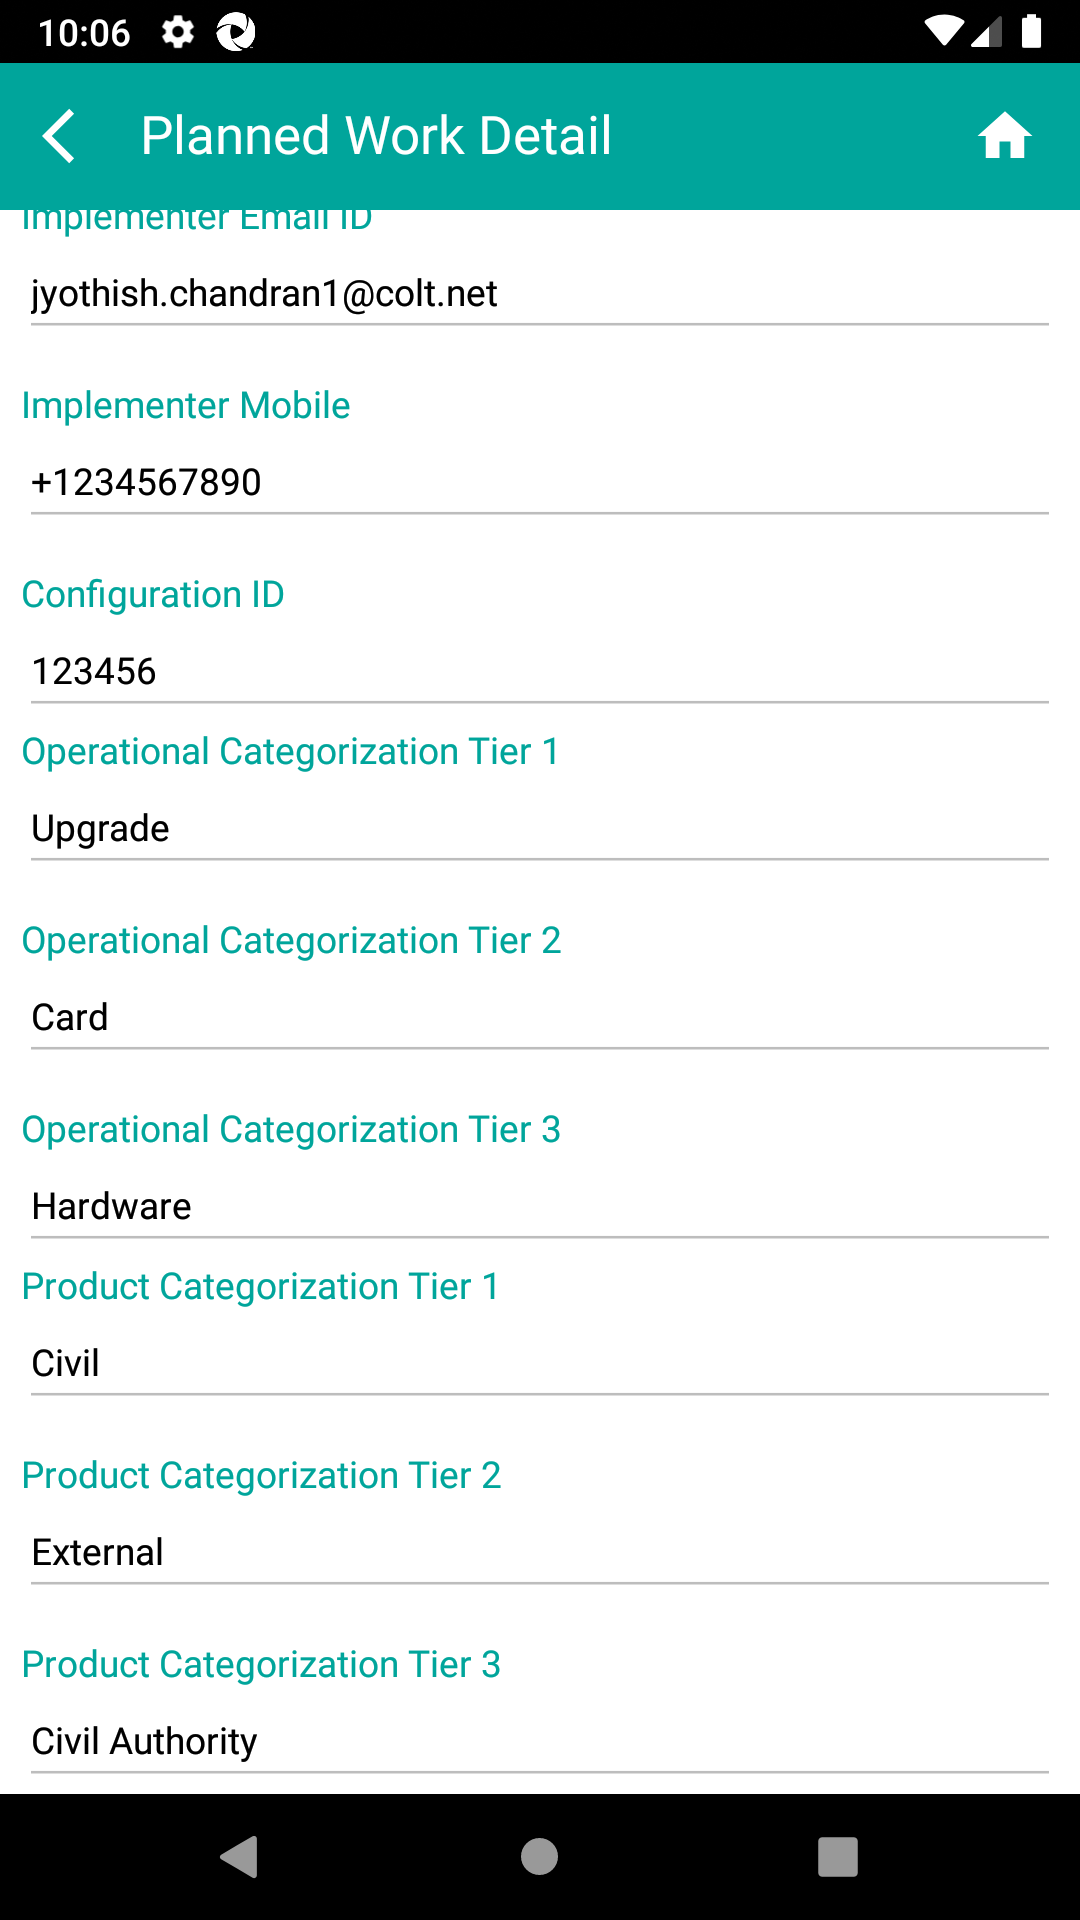 10:06
Planned Work Detail
Implementer Email ID
jyothish.chandran1@colt.net
Implementer Mobile
+1234567890
Configuration ID
123456
Operational Categorization Tier 1
Upgrade
Operational Categorization Tier 2
Card
Operational Categorization Tier 3
Hardware
Product Categorization Tier 1
Civil
Product Categorization Tier 2
External
Product Categorization Tier 3
Civil Authority